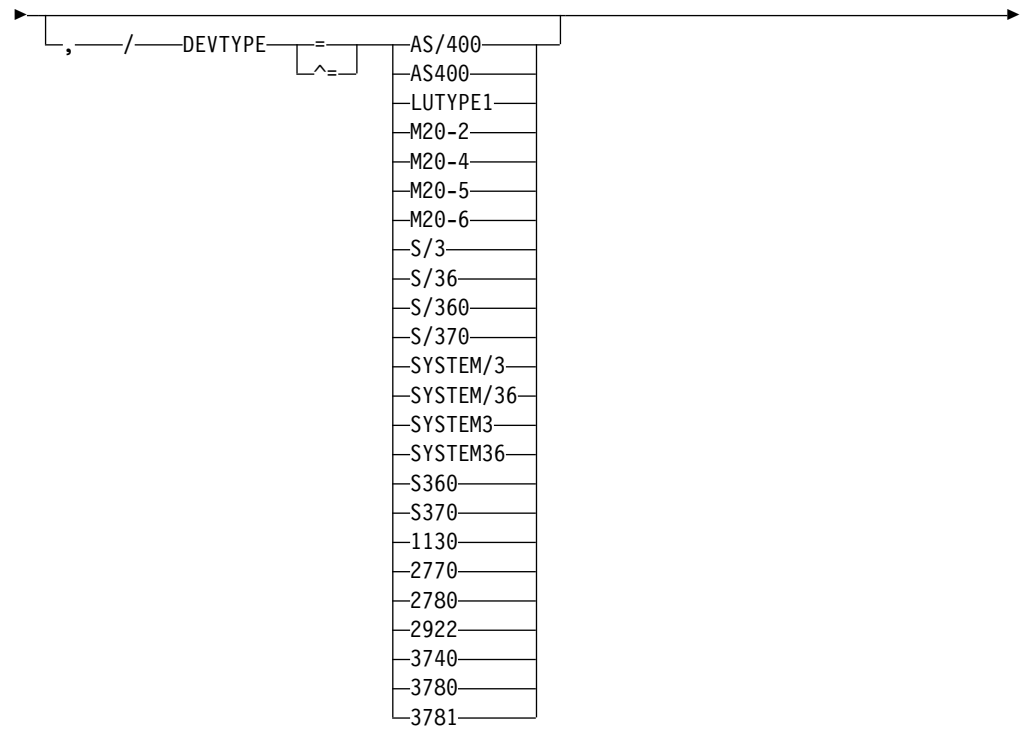 , / DEVTYPE = AS/400
^= AS400
LUTYPE1
M20-2
M20-4
M20-5
M20-6
S/3
S/36
S/360
S/370
SYSTEM/3
SYSTEM/36
SYSTEM3
SYSTEM36
S360
S370
1130
2770
2780
2922
3740
3780
3781